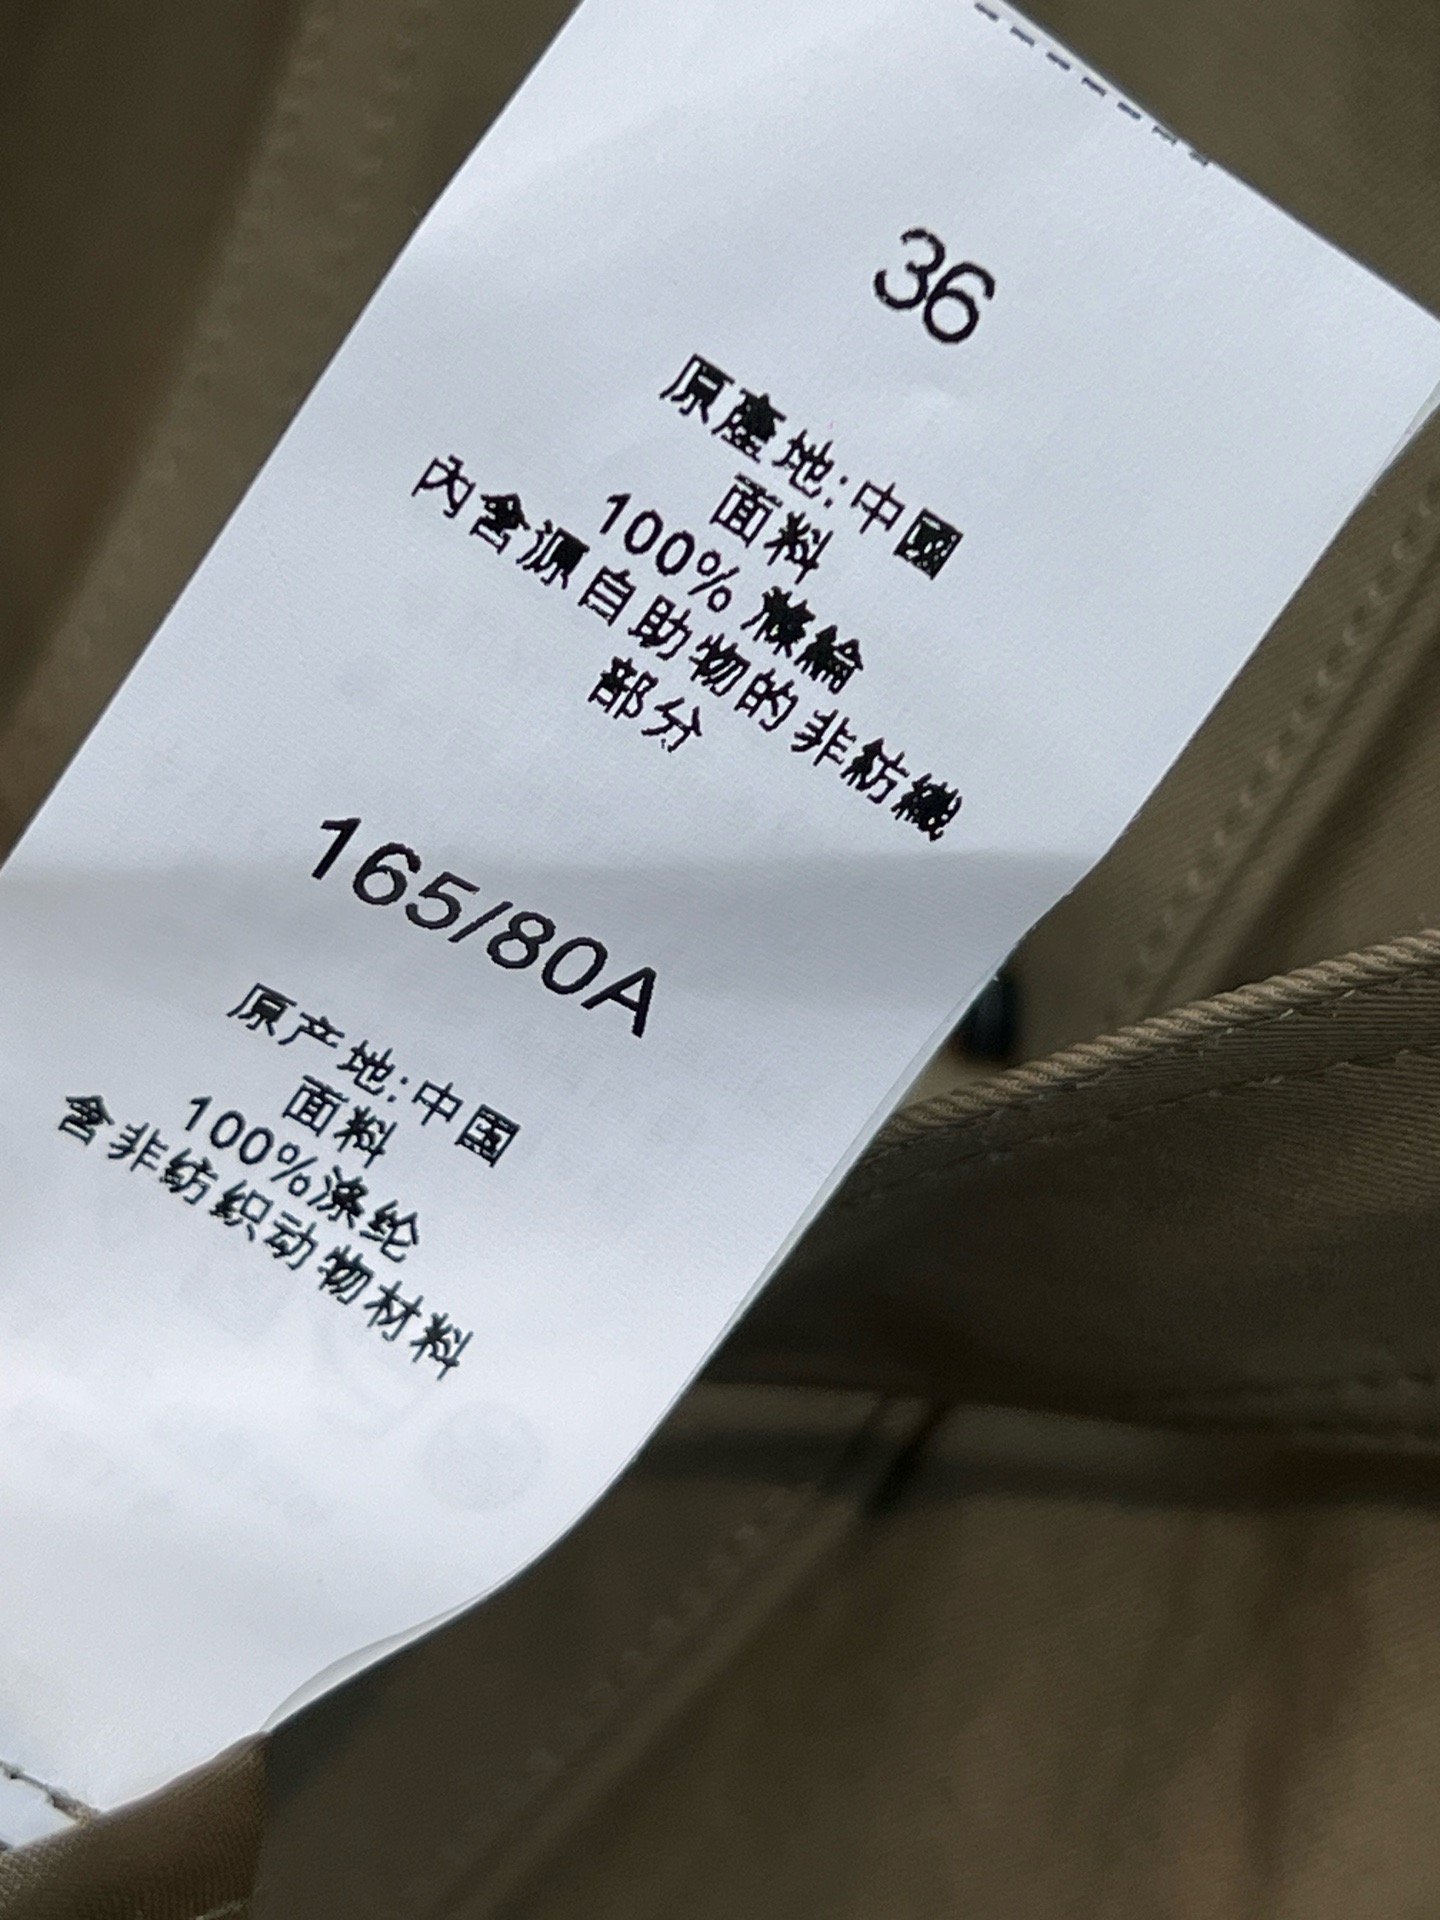 36
原產地:中國
面料
100% 滌綸
內含源自助物的非紡織
部分
165/80A
原产地:中国
面料
100%涤纶
含非纺织动物材料